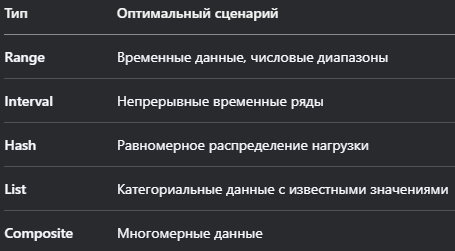 Тип Оптимальный сценарий
Range Временные данные, числовые диапазоны
Interval Непрерывные временные ряды
Hash Равномерное распределение нагрузки
List Категориальные данные с известными значениями
Composite Многомерные данные